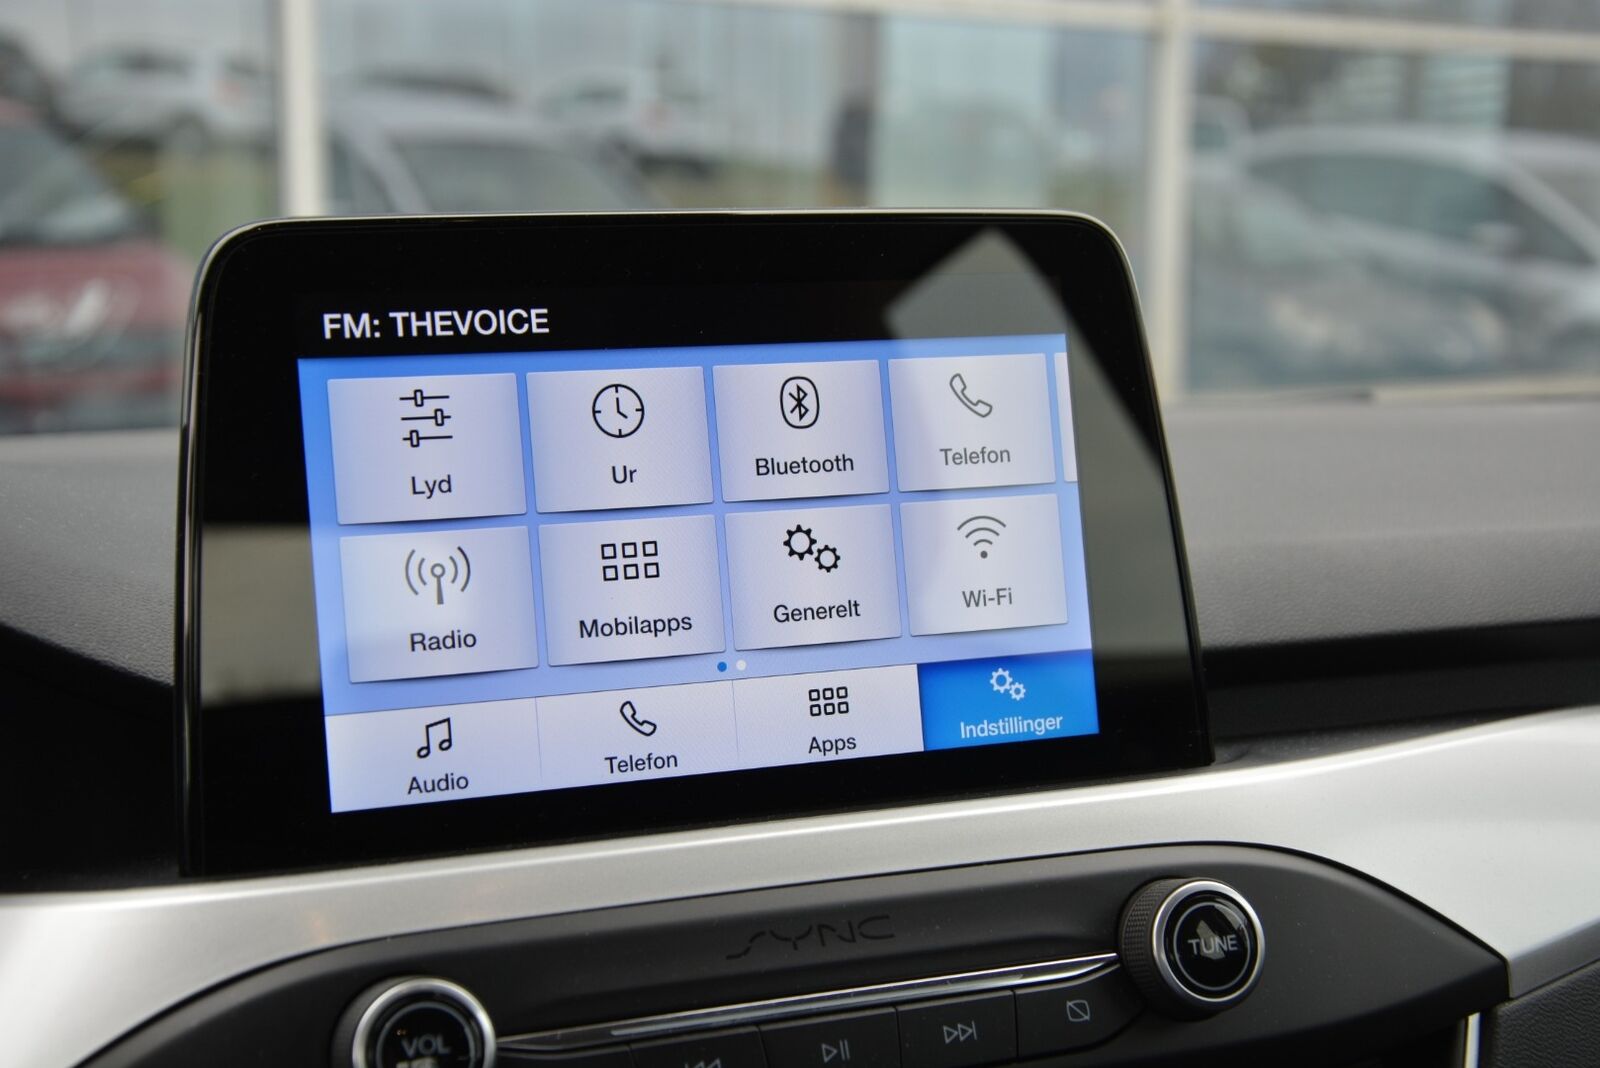 FM: THEVOICE
Lyd
Ur
Bluetooth
Telefon
Radio
Mobilapps
Generelt
Wi-Fi
Audio
Telefon
Apps
Indstillinger
SYNC
TUNE
VOL